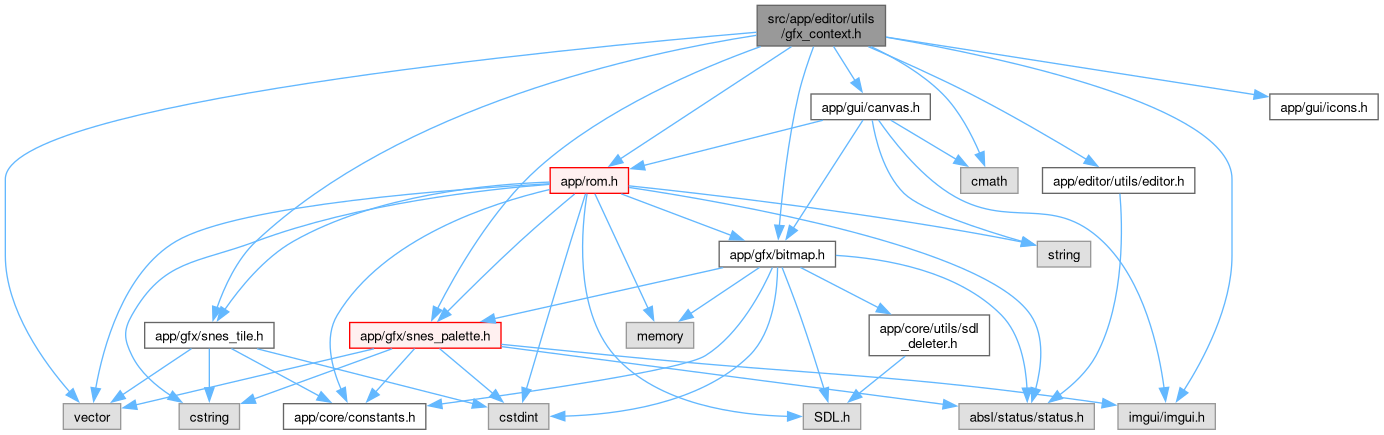 src/app/editor/utils
/gfx_context.h
app/gui/canvas.h
app/gui/icons.h
app/rom.h
cmath
app/editor/utils/editor.h
app/gfx/bitmap.h
string
app/gfx/snes_tile.h
app/gfx/snes_palette.h
memory
app/core/utils/sdl
_deleter.h
vector
cstring
app/core/constants.h
cstdint
SDL.h
absl/status/status.h
imgui/imgui.h